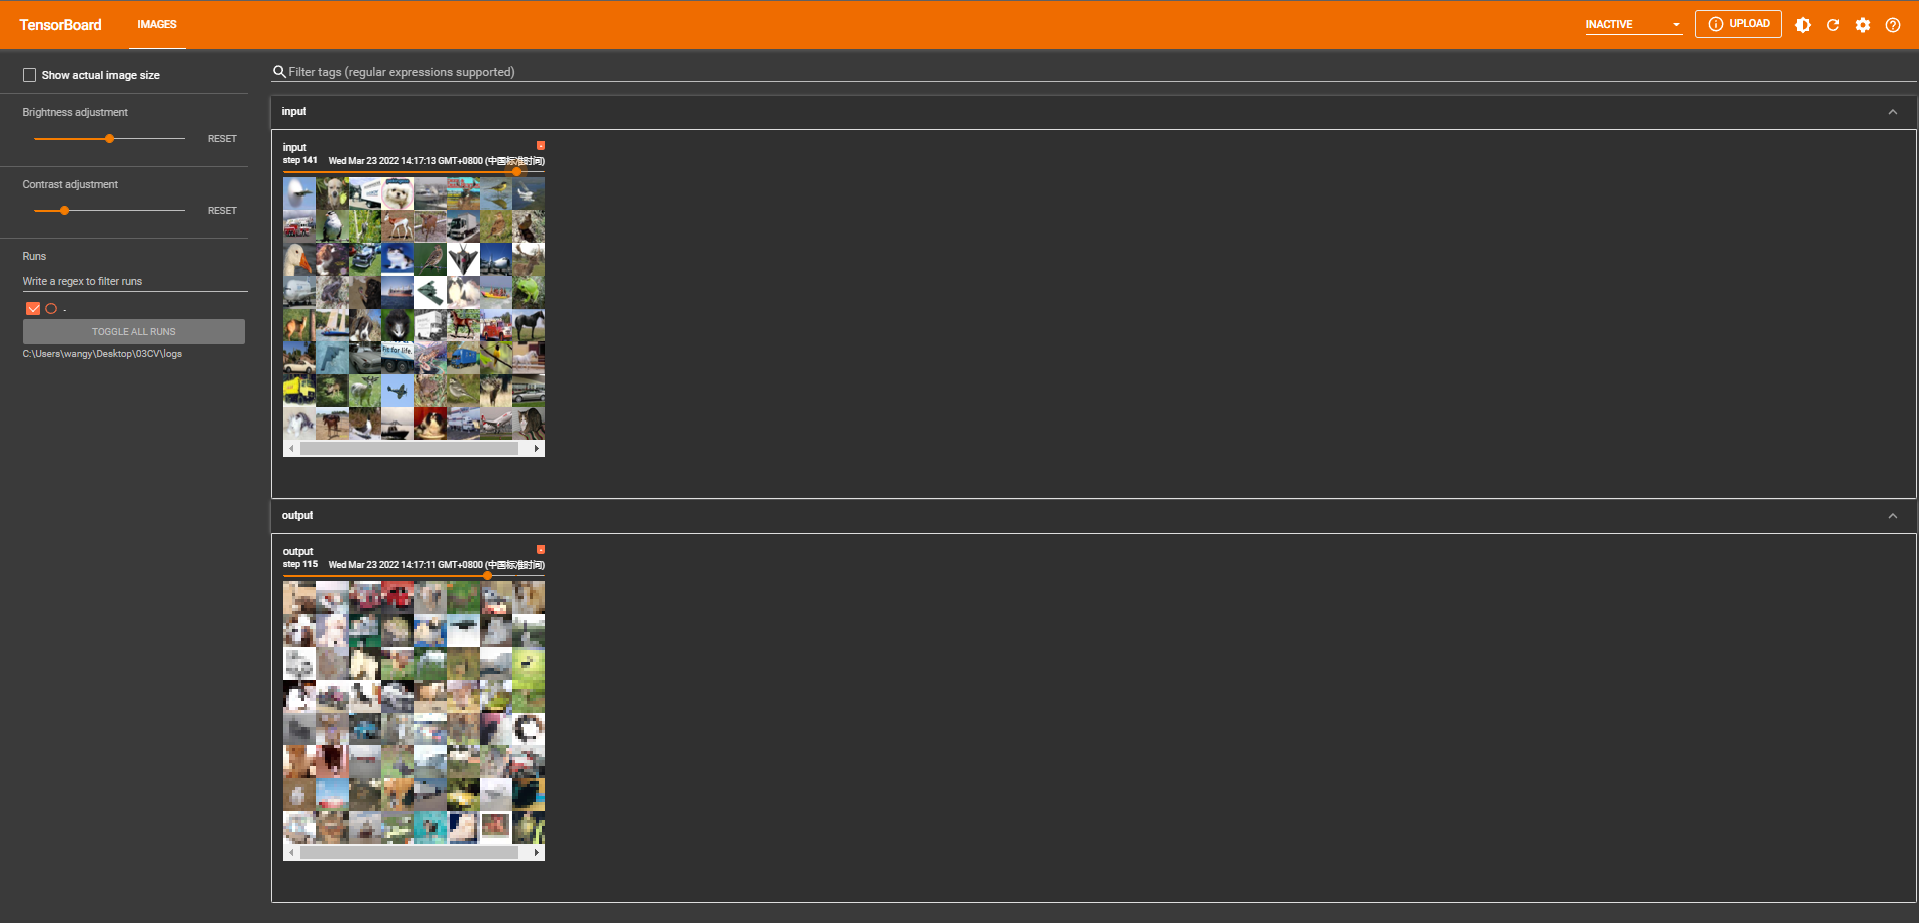 TensorBoard
IMAGES
INACTIVE
UPLOAD
Show actual image size
Brightness adjustment
RESET
Contrast adjustment
RESET
Runs
Write a regex to filter runs
.
TOGGLE ALL RUNS
C:\Users\wangy\Desktop\03CV\logs
Filter tags (regular expressions supported)
input
input
step 141 Wed Mar 23 2022 14:17:13 GMT+0800 (中国标准时间)
Fit for life.
output
output
step 115 Wed Mar 23 2022 14:17:11 GMT+0800 (中国标准时间)